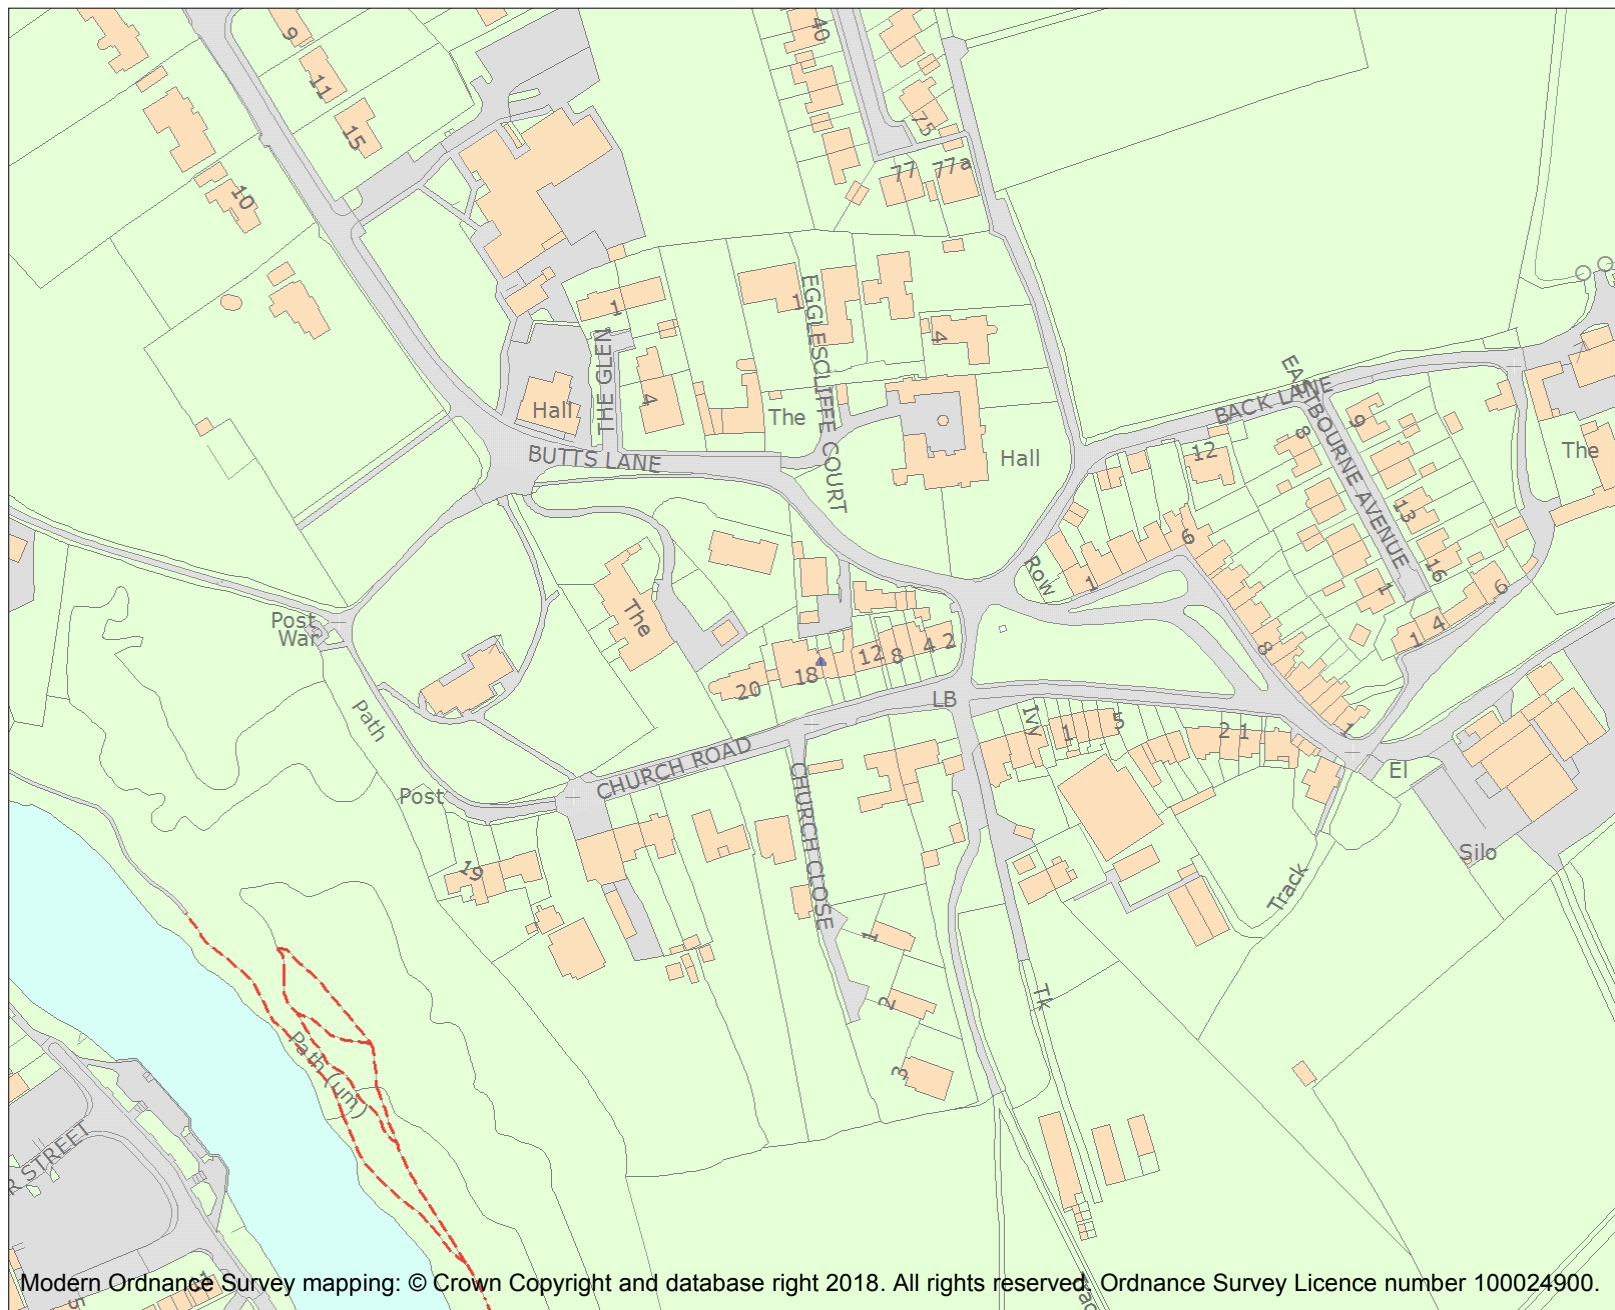 9
11
15
10
40
75
77
77a
1
THE GLEN
4
Hall
BUTTS LANE
1
EGGLESCLIFFE COURT
The
4
Hall
BACK LANE
EASTBOURNE AVENUE
12
8
9
13
16
1
The
6
4
1
Row
1
6
8
1
Post
War
Path
The
20
18
12
8
4
2
LB
CHURCH ROAD
Post
19
CHURCH CLOSE
Ivy
1
5
2
1
El
Silo
Track
1
2
3
Tk
Path (um)
R STREET
Modern Ordnance Survey mapping: © Crown Copyright and database right 2018. All rights reserved. Ordnance Survey Licence number 100024900.